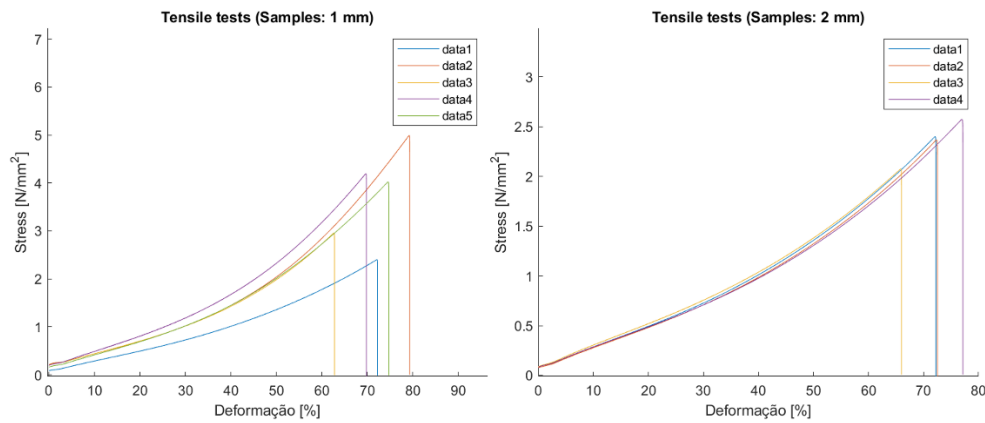 Tensile tests (Samples: 1 mm)
7
6
5
4
3
2
1
0
Stress [N/mm²]
0 10 20 30 40 50 60 70 80 90
Deformação [%]
data1
data2
data3
data4
data5
Tensile tests (Samples: 2 mm)
3
2.5
2
1.5
1
0.5
0
Stress [N/mm²]
0 10 20 30 40 50 60 70 80
Deformação [%]
data1
data2
data3
data4